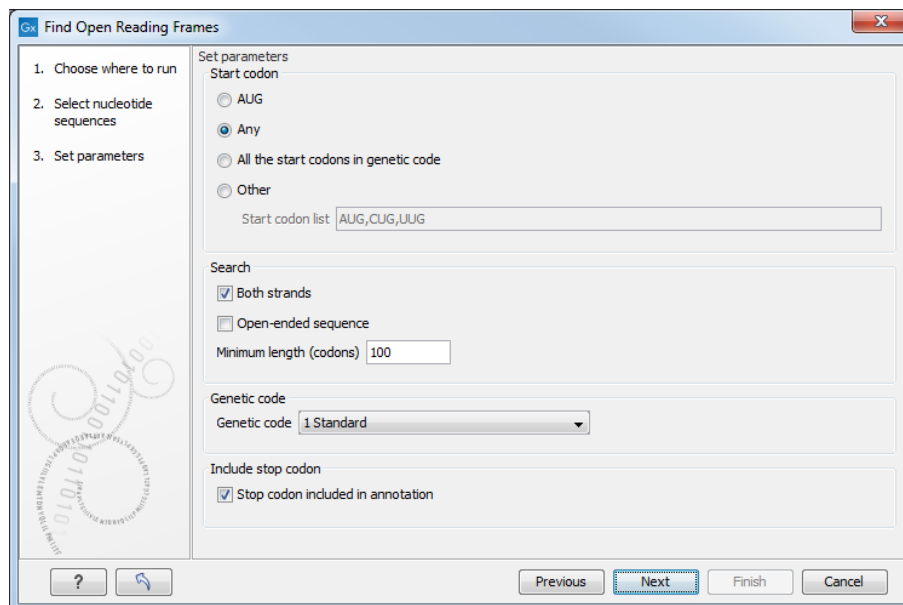 Gx Find Open Reading Frames
1. Choose where to run
2. Select nucleotide
sequences
3. Set parameters
Set parameters
Start codon
AUG
Any
All the start codons in genetic code
Other
Start codon list AUG,CUG,UUG
Search
Both strands
Open-ended sequence
Minimum length (codons) 100
Genetic code
Genetic code 1 Standard
Include stop codon
Stop codon included in annotation
? Previous Next Finish Cancel